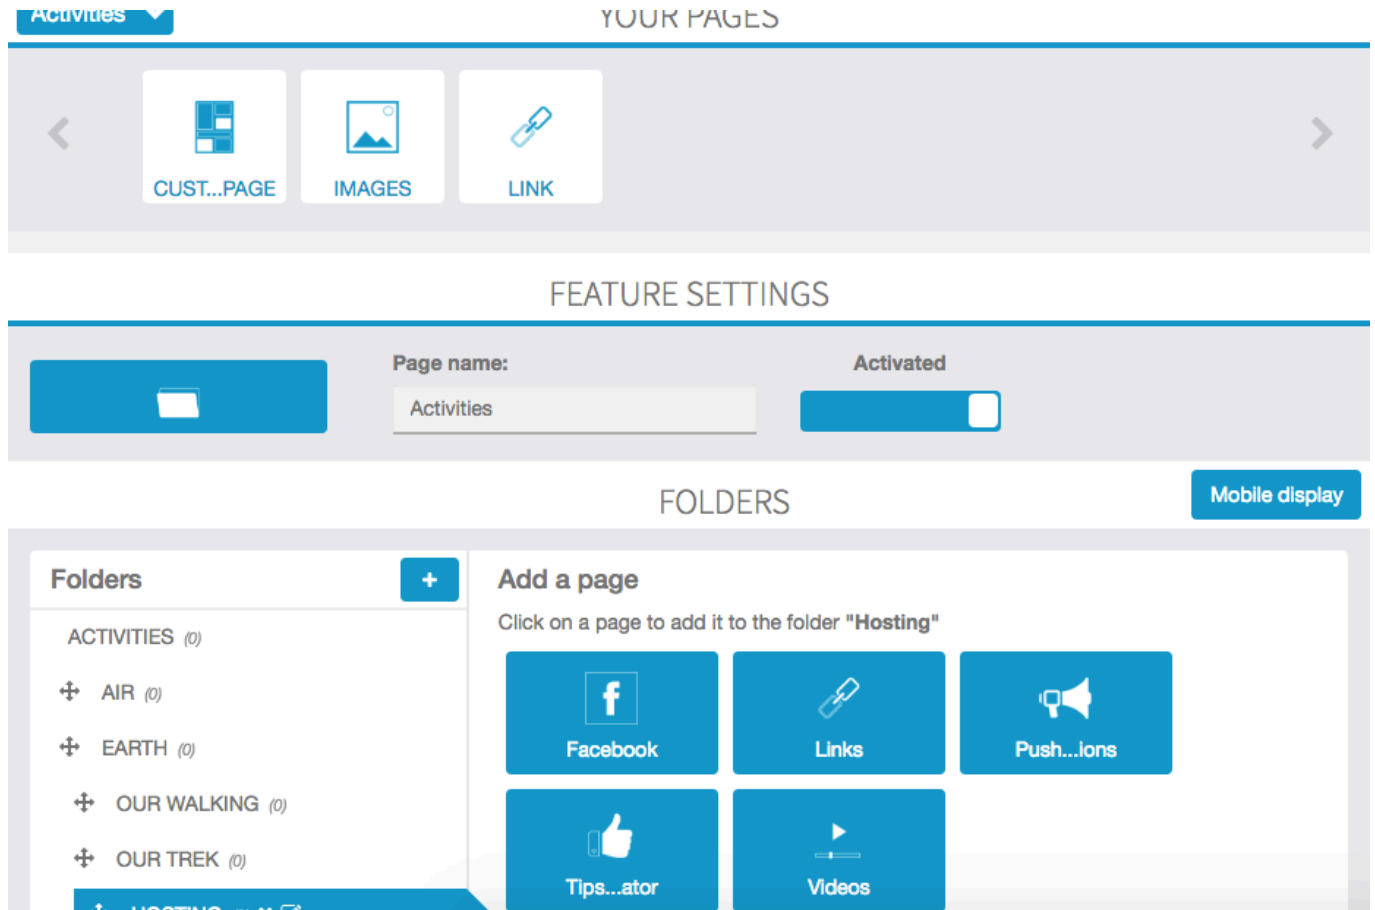 Activities
YOUR PAGES
CUST...PAGE
IMAGES
LINK
FEATURE SETTINGS
Page name:
Activated
Activities
FOLDERS
Mobile display
Folders
+
ACTIVITIES (0)
AIR (0)
EARTH (0)
OUR WALKING (0)
OUR TREK (0)
HOSTING
Add a page
Click on a page to add it to the folder "Hosting"
Facebook
Links
Push...ions
Tips...ator
Videos